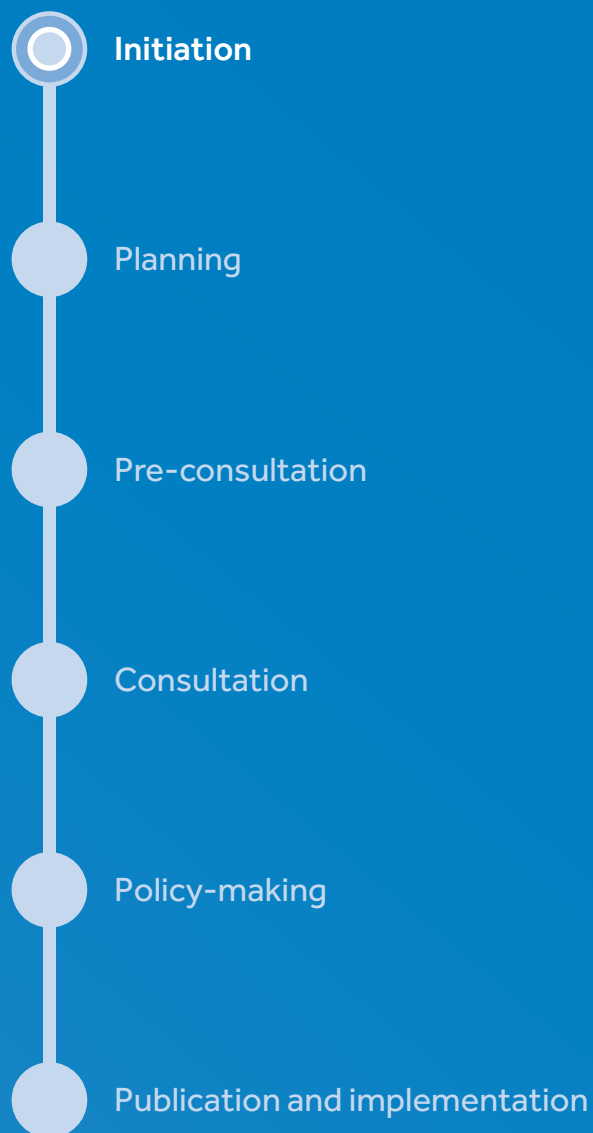 Initiation
Planning
Pre-consultation
Consultation
Policy-making
Publication and implementation